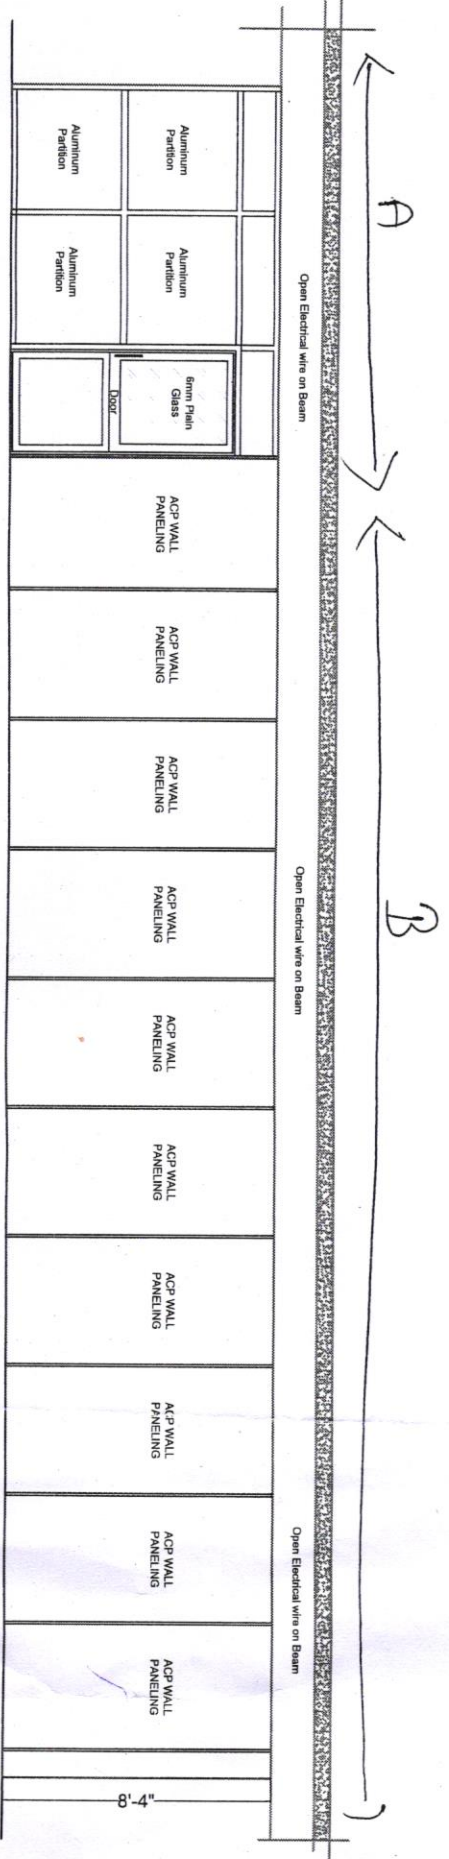 A
B
Open Electrical wire on Beam
Open Electrical wire on Beam
Open Electrical wire on Beam
Aluminum
Partition
Aluminum
Partition
Aluminum
Partition
Aluminum
Partition
6mm Plain
Glass
Door
ACP WALL
PANELING
ACP WALL
PANELING
ACP WALL
PANELING
ACP WALL
PANELING
ACP WALL
PANELING
ACP WALL
PANELING
ACP WALL
PANELING
ACP WALL
PANELING
ACP WALL
PANELING
ACP WALL
PANELING
8'-4"